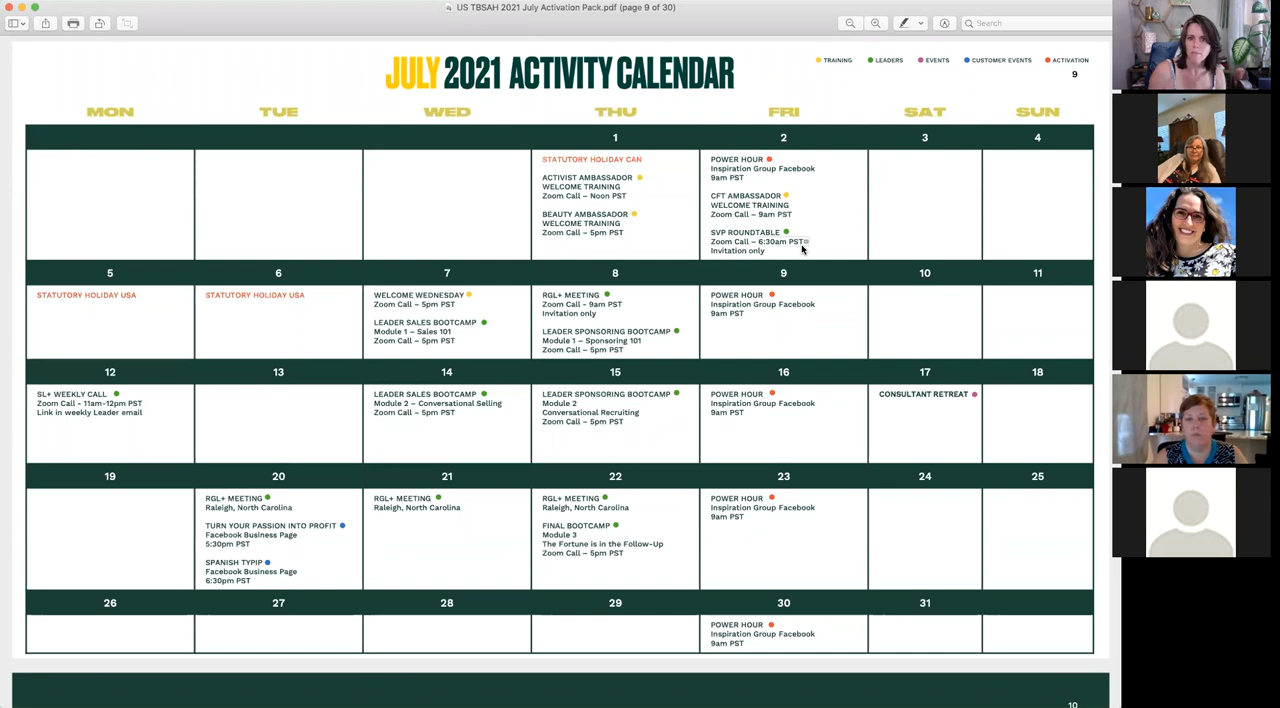 US TBSAH 2021 July Activation Pack.pdf (page 9 of 30)
Search
JULY 2021 ACTIVITY CALENDAR
TRAINING LEADERS EVENTS CUSTOMER EVENTS ACTIVATION
9
MON TUE WED THU FRI SAT SUN
1 2 3 4
STATUTORY HOLIDAY CAN
ACTIVIST AMBASSADOR
WELCOME TRAINING
Zoom Call – Noon PST
BEAUTY AMBASSADOR
WELCOME TRAINING
Zoom Call – 5pm PST
POWER HOUR
Inspiration Group Facebook
9am PST
CFT AMBASSADOR
WELCOME TRAINING
Zoom Call – 9am PST
SVP ROUNDTABLE
Zoom Call – 6:30am PST
Invitation only
5 6 7 8 9 10 11
STATUTORY HOLIDAY USA
STATUTORY HOLIDAY USA
WELCOME WEDNESDAY
Zoom Call – 5pm PST
LEADER SALES BOOTCAMP
Module 1 – Sales 101
Zoom Call – 5pm PST
RGL+ MEETING
Zoom Call - 9am PST
Invitation only
LEADER SPONSORING BOOTCAMP
Module 1 – Sponsoring 101
Zoom Call – 5pm PST
POWER HOUR
Inspiration Group Facebook
9am PST
12 13 14 15 16 17 18
SL+ WEEKLY CALL
Zoom Call - 11am-12pm PST
Link in weekly Leader email
LEADER SALES BOOTCAMP
Module 2 – Conversational Selling
Zoom Call – 5pm PST
LEADER SPONSORING BOOTCAMP
Module 2
Conversational Recruiting
Zoom Call – 5pm PST
POWER HOUR
Inspiration Group Facebook
9am PST
CONSULTANT RETREAT
19 20 21 22 23 24 25
RGL+ MEETING
Raleigh, North Carolina
TURN YOUR PASSION INTO PROFIT
Facebook Business Page
5:30pm PST
SPANISH TYPIP
Facebook Business Page
6:30pm PST
RGL+ MEETING
Raleigh, North Carolina
RGL+ MEETING
Raleigh, North Carolina
FINAL BOOTCAMP
Module 3
The Fortune is in the Follow-Up
Zoom Call – 5pm PST
POWER HOUR
Inspiration Group Facebook
9am PST
26 27 28 29 30 31
POWER HOUR
Inspiration Group Facebook
9am PST
10